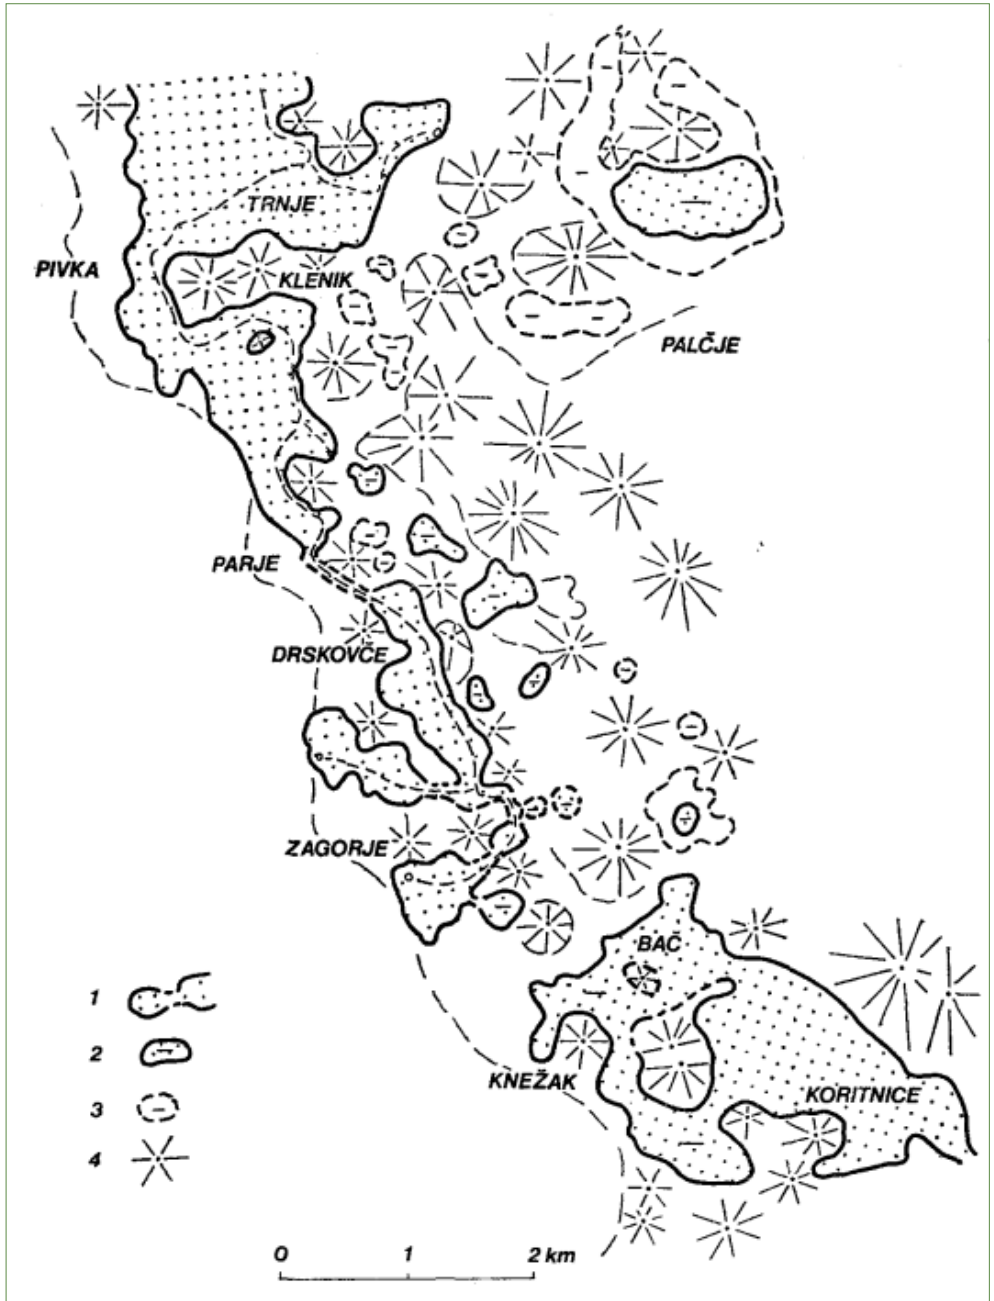 TRNJE
PIVKA
KLENIK
PALČJE
PARJE
DRSKOVČE
ZAGORJE
BAČ
KNEŽAK
KORITNICE
1
2
3
4
0 1 2 km